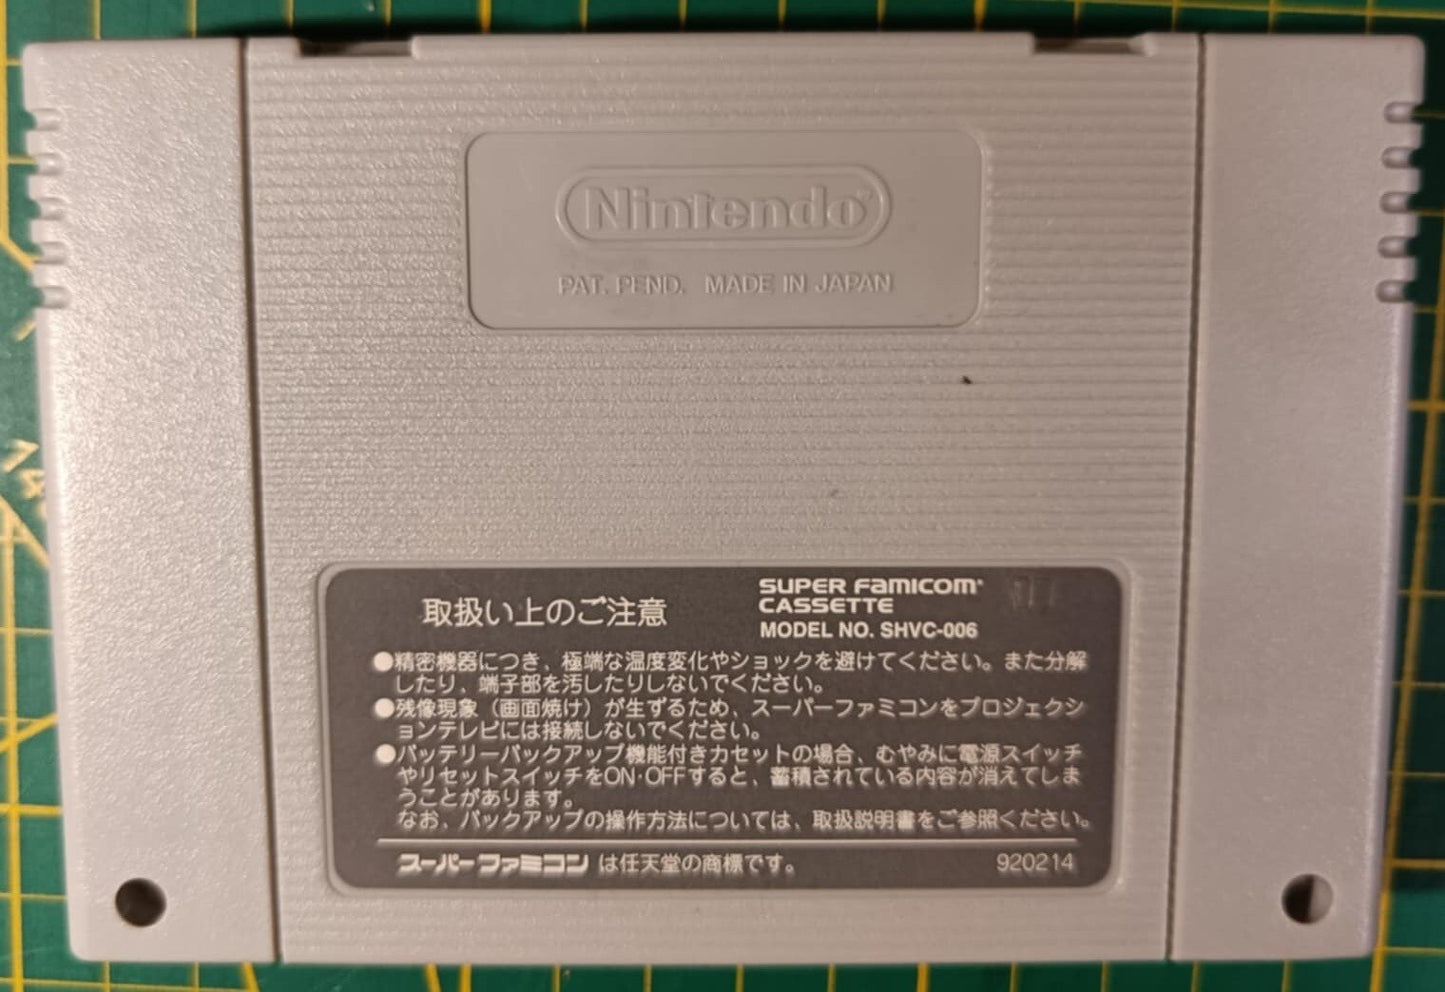 Nintendo
PAT. PEND. MADE IN JAPAN
取扱い上のご注意
SUPER FAMICOM
CASSETTE
MODEL NO. SHVC-006
●精密機器につき、極端な温度変化やショックを避けてください。また分解
したり、端子部を汚したりしないでください。
●残像現象（画面焼け）が生ずるため、スーパーファミコンをプロジェクシ
ョンテレビには接続しないでください。
●バッテリーバックアップ機能付きカセットの場合、むやみに電源スイッチ
やリセットスイッチをON·OFFすると、蓄積されている内容が消えてしま
うことがあります。
なお、バックアップの操作方法については、取扱説明書をご参照ください。
スーパーファミコン は任天堂の商標です。 920214